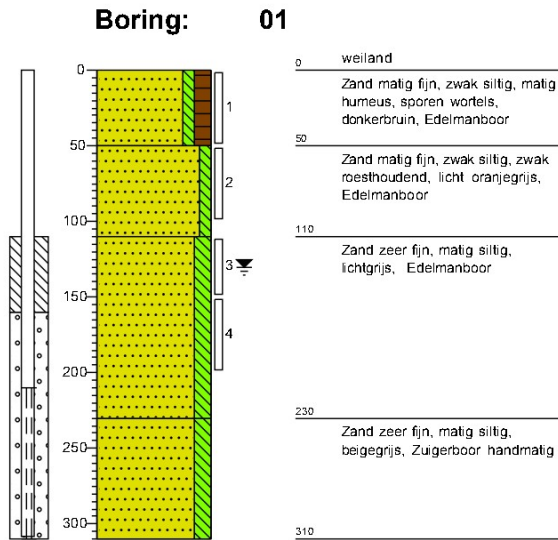 Boring: 01
0
50
100
150
200
250
300
1
2
3
4
0
weiland
Zand matig fijn, zwak siltig, matig
humeus, sporen wortels,
donkerbruin, Edelmanboor
50
Zand matig fijn, zwak siltig, zwak
roesthoudend, licht oranjegrijs,
Edelmanboor
110
Zand zeer fijn, matig siltig,
lichtgrijs, Edelmanboor
230
Zand zeer fijn, matig siltig,
beigegrijs, Zuigerboor handmatig
310